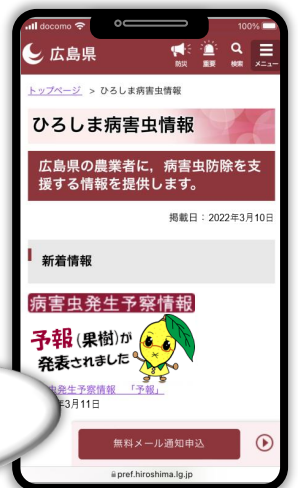 docomo 100%
広島県 防災 重要 検索 メニュー
トップページ > ひろしま病害虫情報
ひろしま病害虫情報
広島県の農業者に，病害虫防除を支
援する情報を提供します。
掲載日：2022年3月10日
新着情報
病害虫発生予察情報
予報(果樹)が
発表されました
発生予察情報　「予報」
3月11日
無料メール通知申込
pref.hiroshima.lg.jp